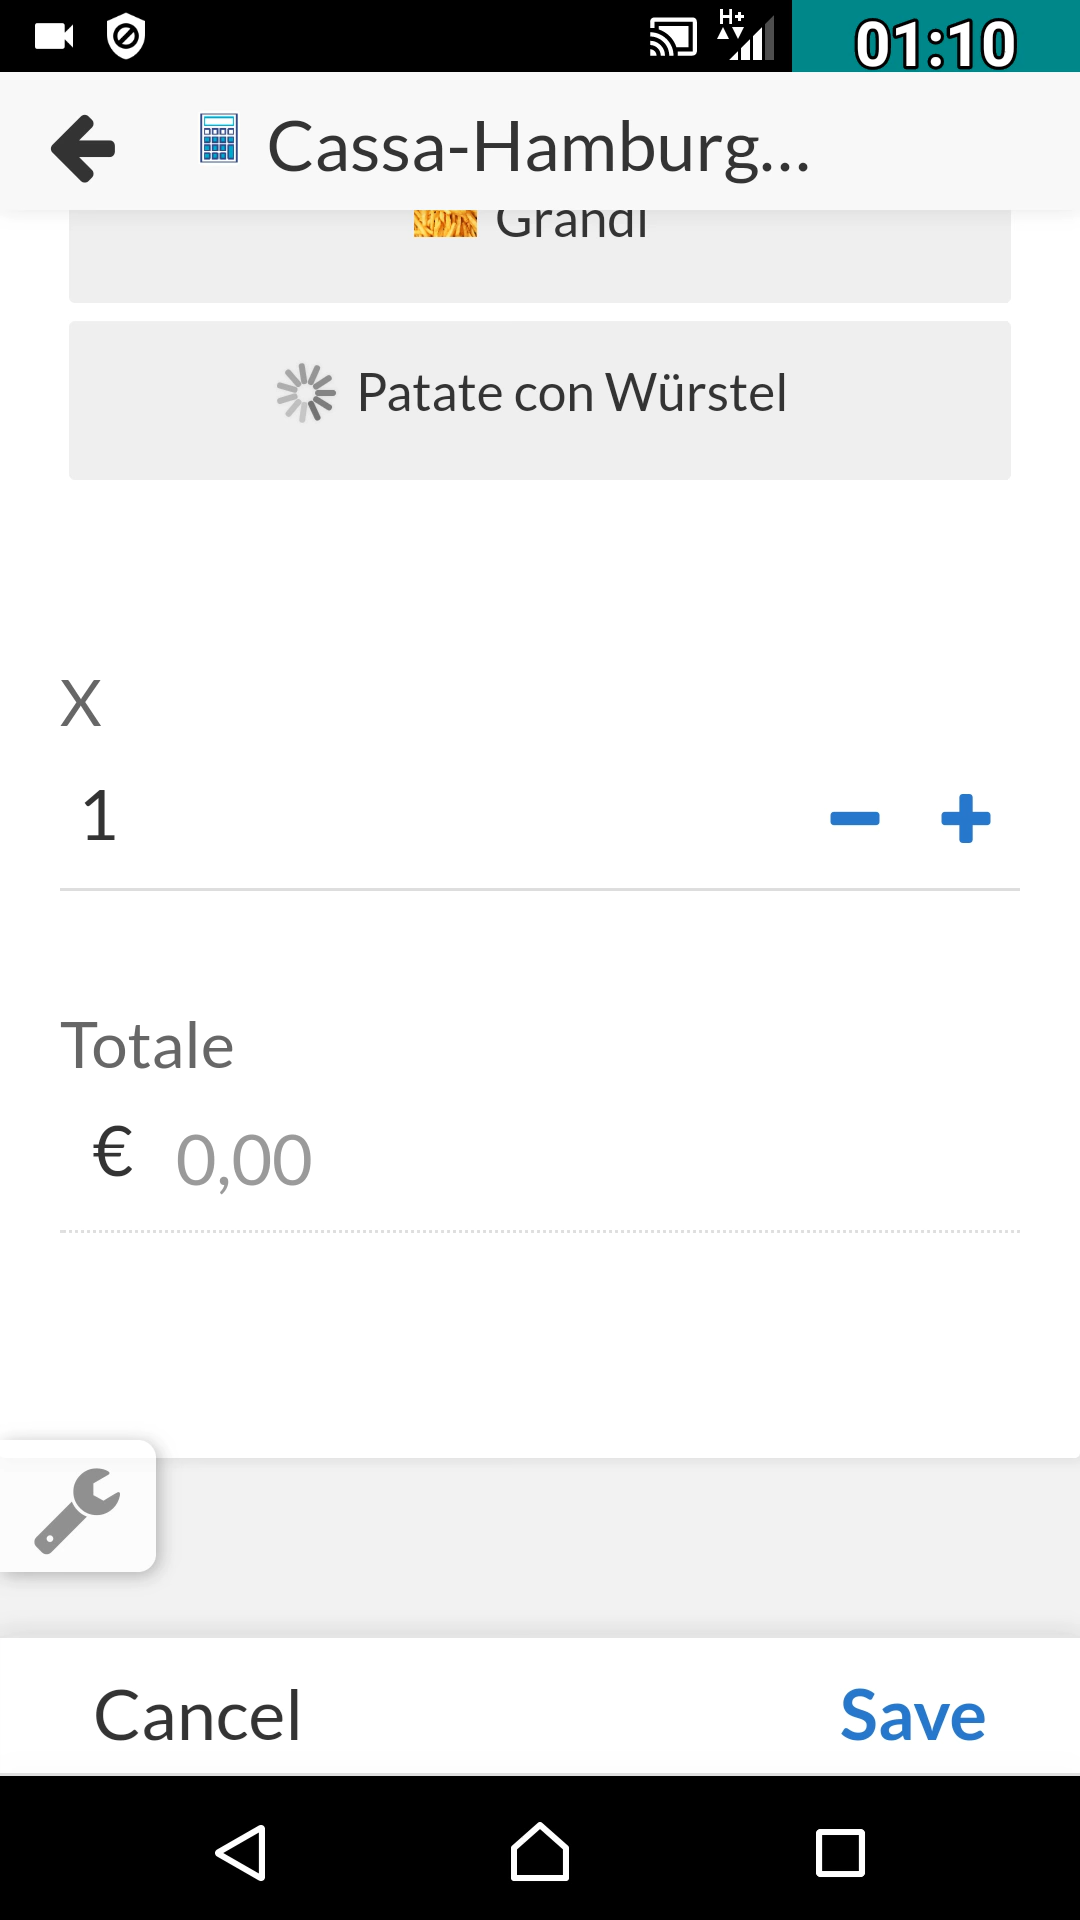 H+
01:10
Cassa-Hamburg...
Grandi
Patate con Würstel
X
1
Totale
€ 0,00
Cancel
Save